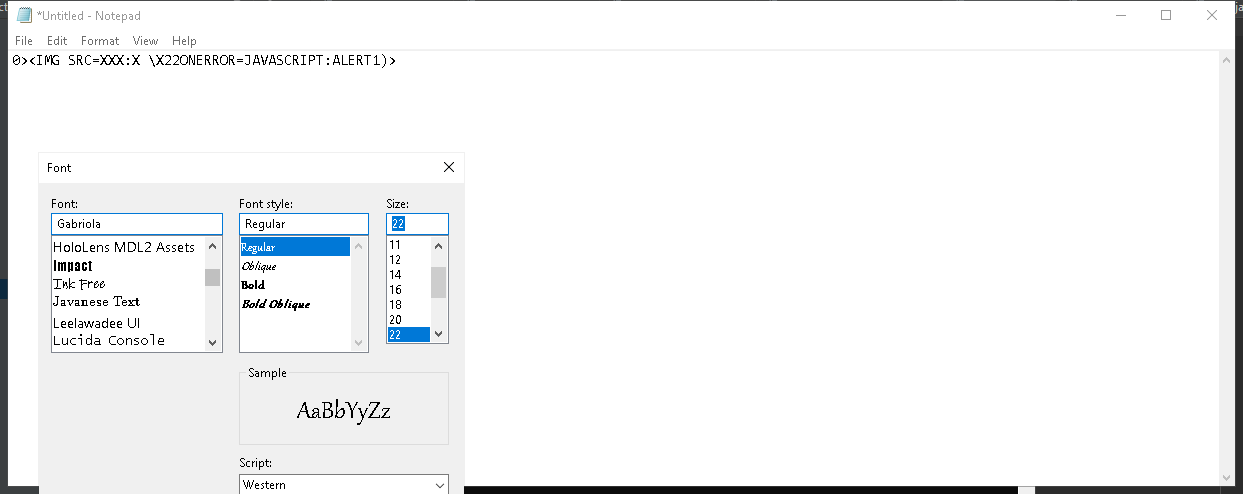 *Untitled - Notepad
File Edit Format View Help
0><IMG SRC=XXX:X \X22ONERROR=JAVASCRIPT:ALERT1)>
Font
Font: Font style: Size:
Gabriola Regular 22
HoloLens MDL2 Assets Regular 11
Impact Oblique 12
Ink Free Bold 14
Javanese Text Bold Oblique 16
Leelawadee UI 18
Lucida Console 20
22
Sample
AaBbYyZz
Script:
Western